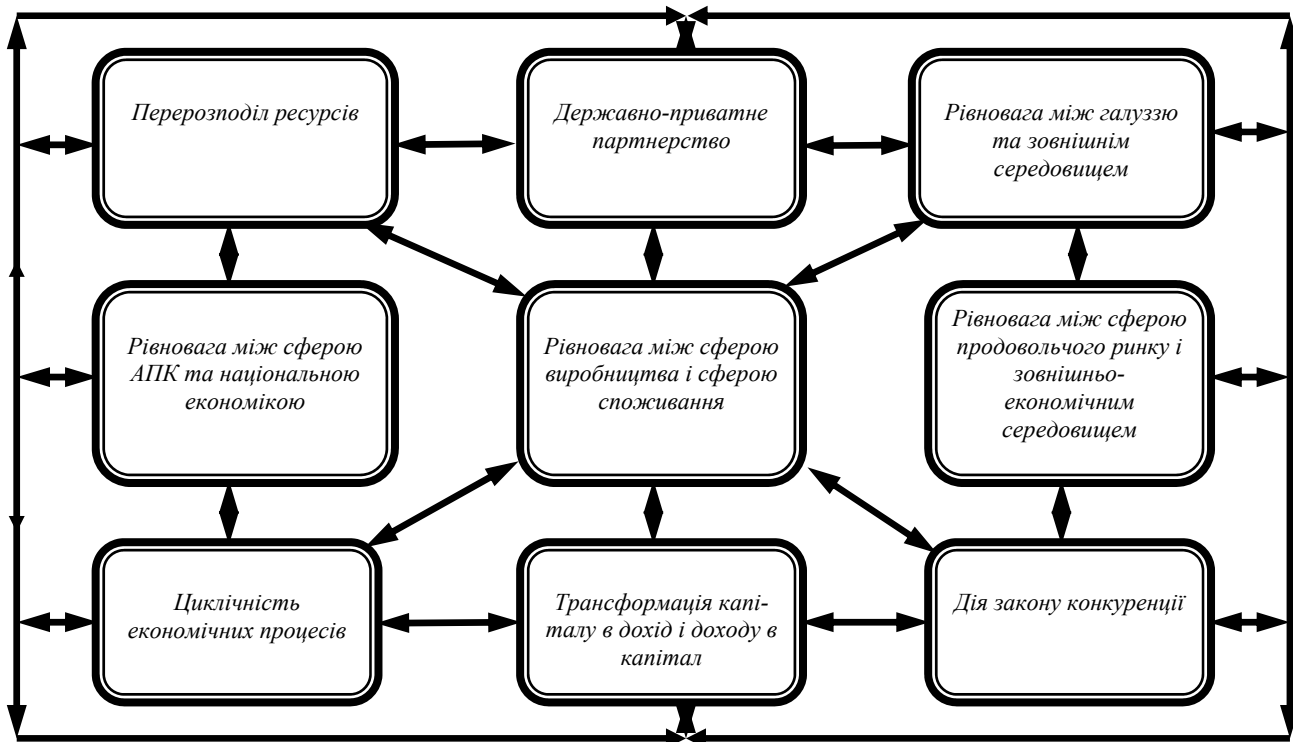 Перерозподіл ресурсів
Державно-приватне
партнерство
Рівновага між галуззю
та зовнішнім
середовищем
Рівновага між сферою
АПК та національною
економікою
Рівновага між сферою
виробництва і сферою
споживання
Рівновага між сферою
продовольчого ринку і
зовнішньо-
економічним
середовищем
Циклічність
економічних процесів
Трансформація капі-
талу в дохід і доходу в
капітал
Дія закону конкуренції